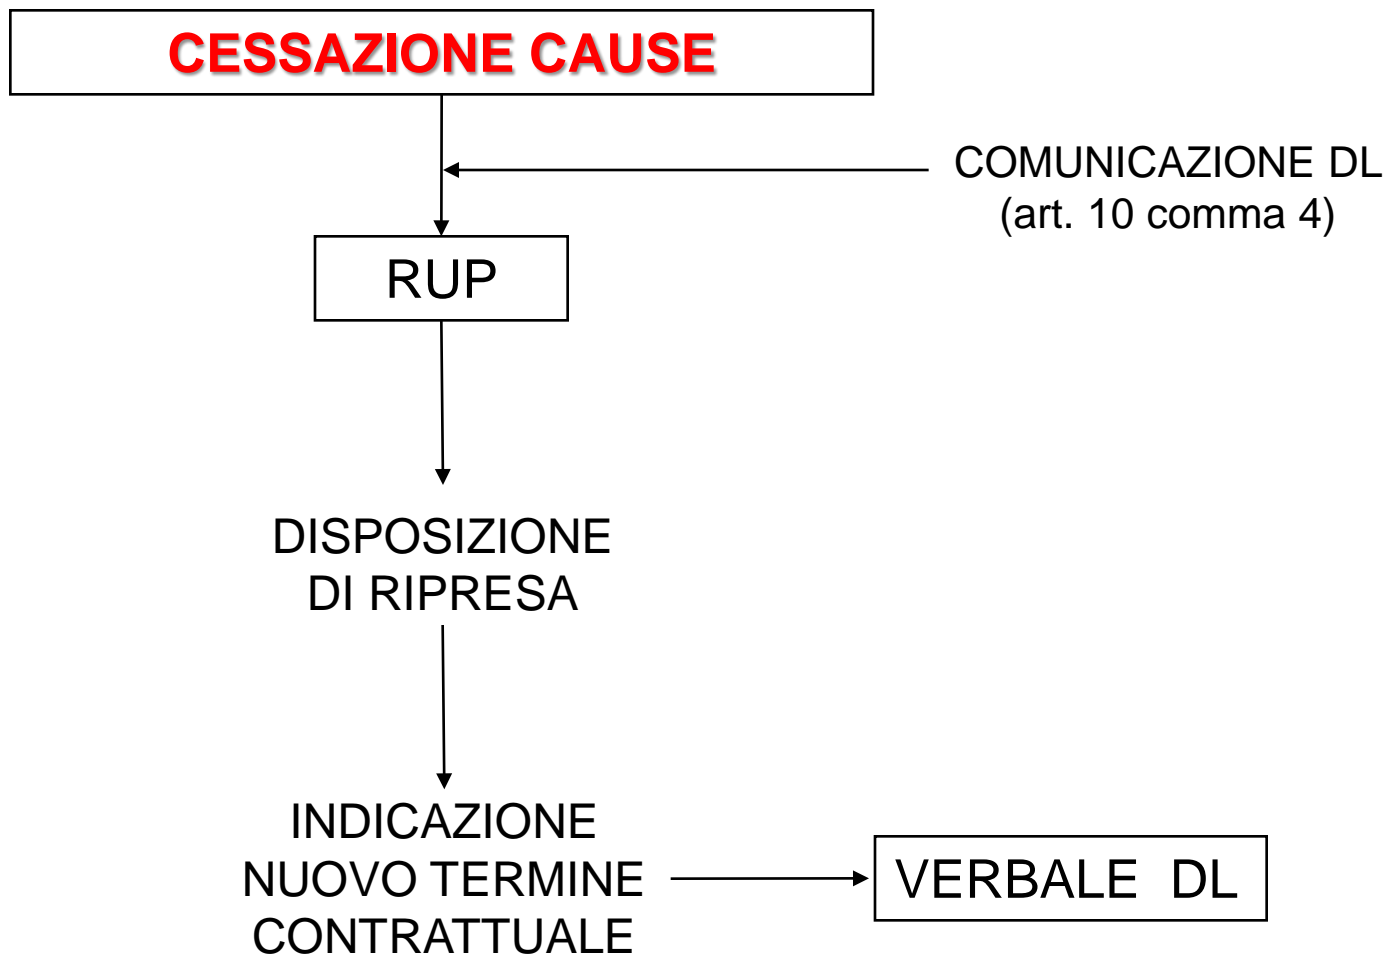 CESSAZIONE CAUSE
COMUNICAZIONE DL
(art. 10 comma 4)
RUP
DISPOSIZIONE
DI RIPRESA
INDICAZIONE
NUOVO TERMINE
CONTRATTUALE
VERBALE DL